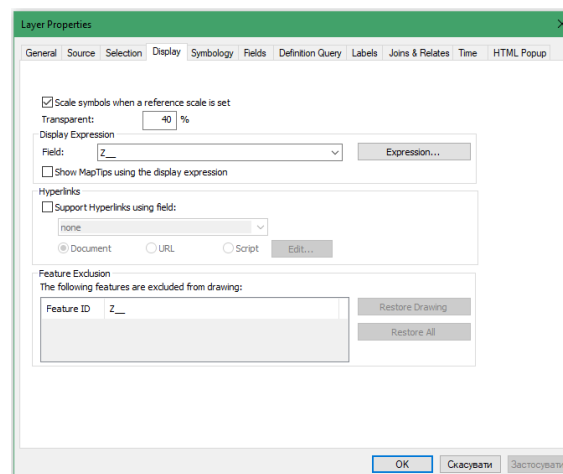 Layer Properties
General Source Selection Display Symbology Fields Definition Query Labels Joins & Relates Time HTML Popup
Scale symbols when a reference scale is set
Transparent: 40 %
Display Expression
Field: Z__ Expression...
Show MapTips using the display expression
Hyperlinks
Support Hyperlinks using field:
none
Document URL Script Edit...
Feature Exclusion
The following features are excluded from drawing:
Feature ID Z__ Restore Drawing
Restore All
OK Скасувати Застосувати